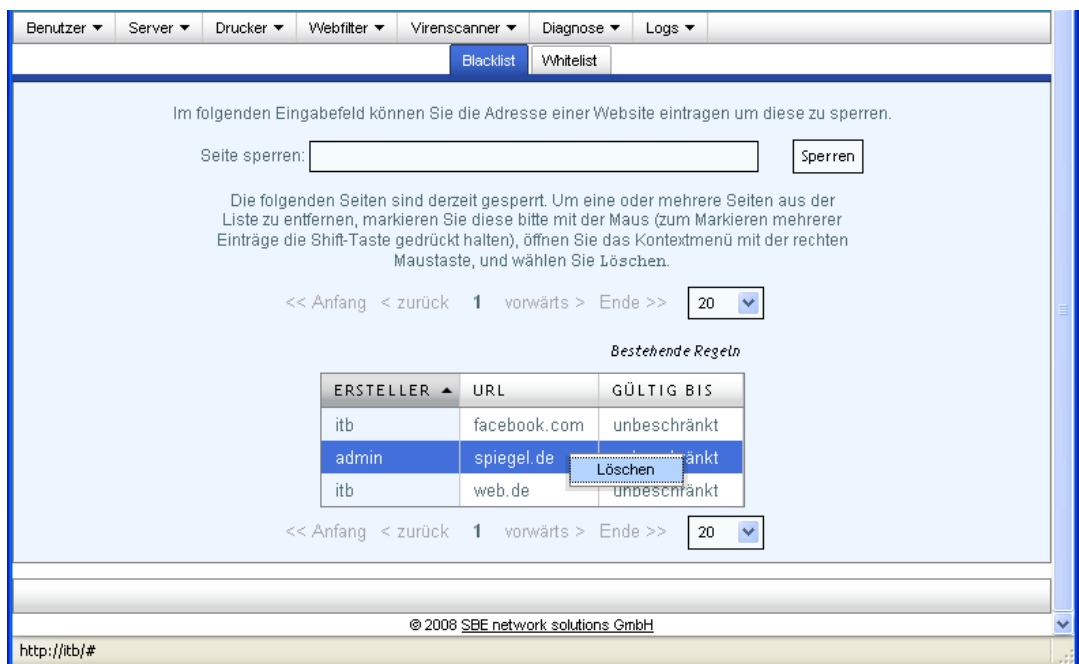 Benutzer Server Drucker Webfilter Virenscanner Diagnose Logs
Blacklist Whitelist
Im folgenden Eingabefeld können Sie die Adresse einer Website eintragen um diese zu sperren.
Seite sperren: Sperren
Die folgenden Seiten sind derzeit gesperrt. Um eine oder mehrere Seiten aus der
Liste zu entfernen, markieren Sie diese bitte mit der Maus (zum Markieren mehrerer
Einträge die Shift-Taste gedrückt halten), öffnen Sie das Kontextmenü mit der rechten
Maustaste, und wählen Sie Löschen.
<< Anfang < zurück 1 vorwärts > Ende >> 20
Bestehende Regeln
ERSTELLER URL GÜLTIG BIS
itb facebook.com unbeschränkt
admin spiegel.de
Löschen
itb web.de unbeschränkt
<< Anfang < zurück 1 vorwärts > Ende >> 20
© 2008 SBE network solutions GmbH
http://itb/#